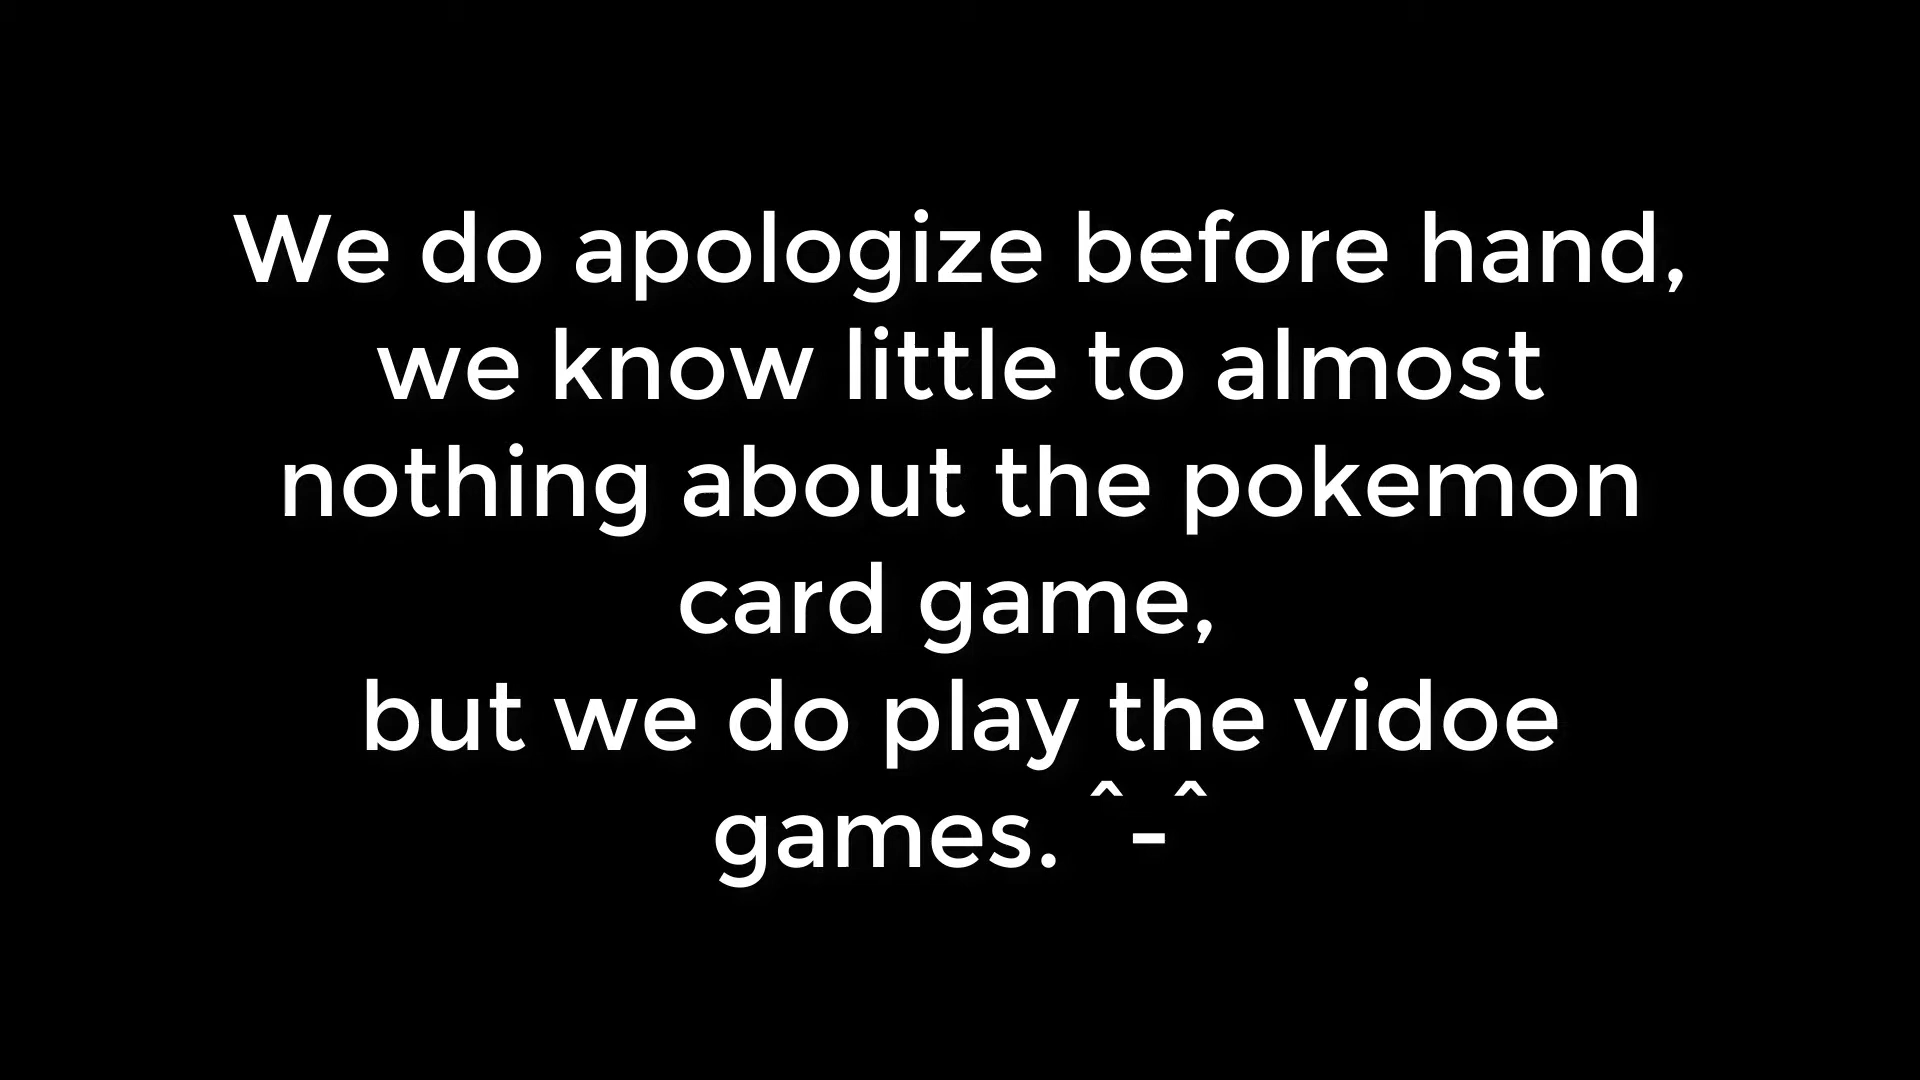 We do apologize before hand,
we know little to almost
nothing about the pokemon
card game,
but we do play the vidoe
games. ^-^